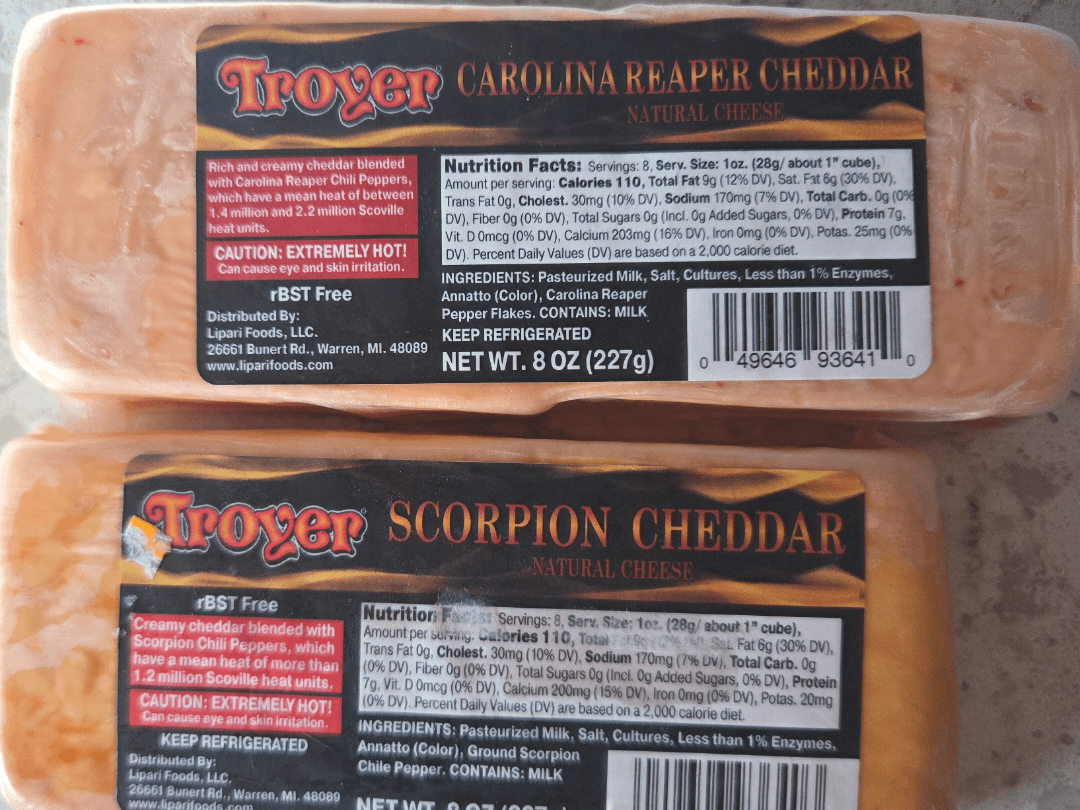 Troyer CAROLINA REAPER CHEDDAR
NATURAL CHEESE
Rich and creamy cheddar blended
with Carolina Reaper Chili Peppers,
which have a mean heat of between
1.4 million and 2.2 million Scoville
heat units.
CAUTION: EXTREMELY HOT!
Can cause eye and skin irritation.
rBST Free
Distributed By:
Lipari Foods, LLC.
26661 Bunert Rd., Warren, MI. 48089
www.liparifoods.com
Nutrition Facts: Servings: 8, Serv. Size: 1oz. (28g/ about 1" cube),
Amount per serving: Calories 110, Total Fat 9g (12% DV), Sat. Fat 6g (30% DV),
Trans Fat 0g, Cholest. 30mg (10% DV), Sodium 170mg (7% DV), Total Carb. 0g (0%
DV), Fiber 0g (0% DV), Total Sugars 0g (Incl. 0g Added Sugars, 0% DV), Protein 7g,
Vit. D 0mcg (0% DV), Calcium 203mg (16% DV), Iron 0mg (0% DV), Potas. 25mg (0%
DV). Percent Daily Values (DV) are based on a 2,000 calorie diet.
INGREDIENTS: Pasteurized Milk, Salt, Cultures, Less than 1% Enzymes,
Annatto (Color), Carolina Reaper
Pepper Flakes. CONTAINS: MILK
KEEP REFRIGERATED
NET WT. 8 OZ (227g)
0 49646 93641 0
Troyer SCORPION CHEDDAR
NATURAL CHEESE
rBST Free
Creamy cheddar blended with
Scorpion Chili Peppers, which
have a mean heat of more than
1.2 million Scoville heat units.
CAUTION: EXTREMELY HOT!
Can cause eye and skin irritation.
KEEP REFRIGERATED
Distributed By:
Lipari Foods, LLC.
26661 Bunert Rd., Warren, MI. 48089
www.liparifoods.com
Nutrition Facts: Servings: 8, Serv. Size: 1oz. (28g/ about 1" cube),
Amount per serving. Calories 110, Total Sat. Fat 6g (30% DV),
Trans Fat 0g, Cholest. 30mg (10% DV), Sodium 170mg (7% DV), Total Carb. 0g
(0% DV), Fiber 0g (0% DV), Total Sugars 0g (Incl. 0g Added Sugars, 0% DV), Protein
7g, Vit. D 0mcg (0% DV), Calcium 200mg (15% DV), Iron 0mg (0% DV), Potas. 20mg
(0% DV). Percent Daily Values (DV) are based on a 2,000 calorie diet.
INGREDIENTS: Pasteurized Milk, Salt, Cultures, Less than 1% Enzymes,
Annatto (Color), Ground Scorpion
Chile Pepper. CONTAINS: MILK
NET WT. 8 OZ